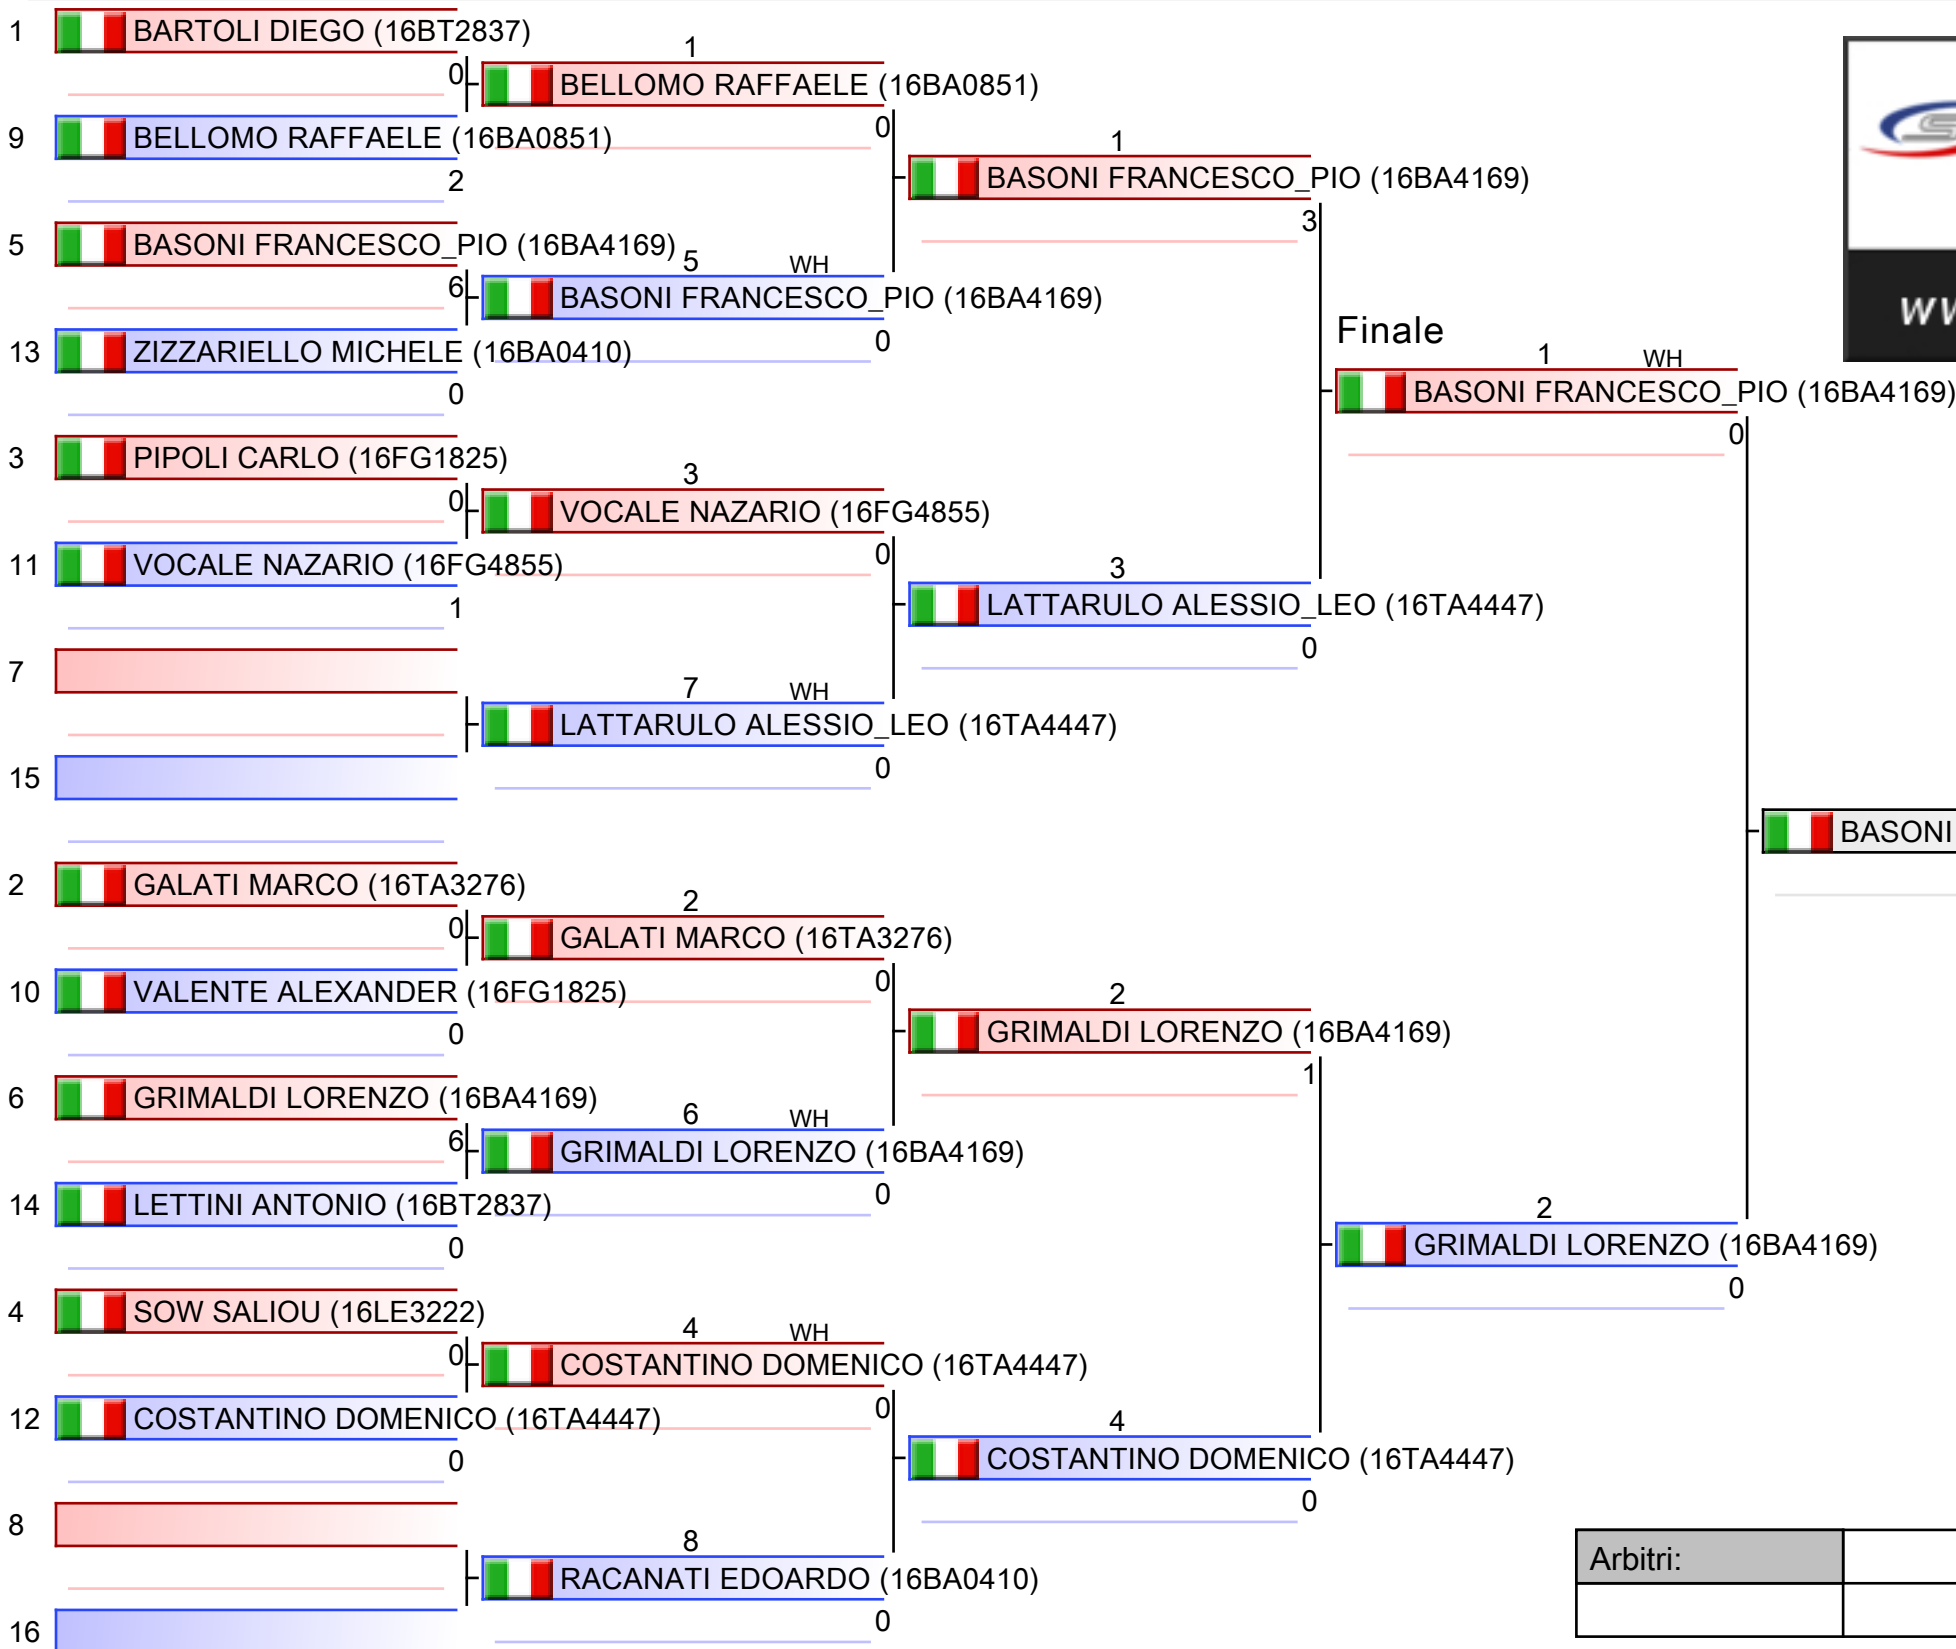 1 BARTOLI DIEGO (16BT2837)
0
9 BELLOMO RAFFAELE (16BA0851)
2
5 BASONI FRANCESCO_PIO (16BA4169)
6
13 ZIZZARIELLO MICHELE (16BA0410)
0
3 PIPOLI CARLO (16FG1825)
0
11 VOCALE NAZARIO (16FG4855)
1
7
15
2 GALATI MARCO (16TA3276)
0
10 VALENTE ALEXANDER (16FG1825)
0
6 GRIMALDI LORENZO (16BA4169)
6
14 LETTINI ANTONIO (16BT2837)
0
4 SOW SALIOU (16LE3222)
0
12 COSTANTINO DOMENICO (16TA4447)
0
8
16
1
BELLOMO RAFFAELE (16BA0851)
0
5 WH
BASONI FRANCESCO_PIO (16BA4169)
0
3
VOCALE NAZARIO (16FG4855)
0
7 WH
LATTARULO ALESSIO_LEO (16TA4447)
0
2
GALATI MARCO (16TA3276)
0
6 WH
GRIMALDI LORENZO (16BA4169)
0
4 WH
COSTANTINO DOMENICO (16TA4447)
0
8
RACANATI EDOARDO (16BA0410)
0
1
BASONI FRANCESCO_PIO (16BA4169)
3
3
LATTARULO ALESSIO_LEO (16TA4447)
0
2
GRIMALDI LORENZO (16BA4169)
1
4
COSTANTINO DOMENICO (16TA4447)
0
Finale
1 WH
BASONI FRANCESCO_PIO (16BA4169)
0
2
GRIMALDI LORENZO (16BA4169)
0
BASONI
Arbitri: